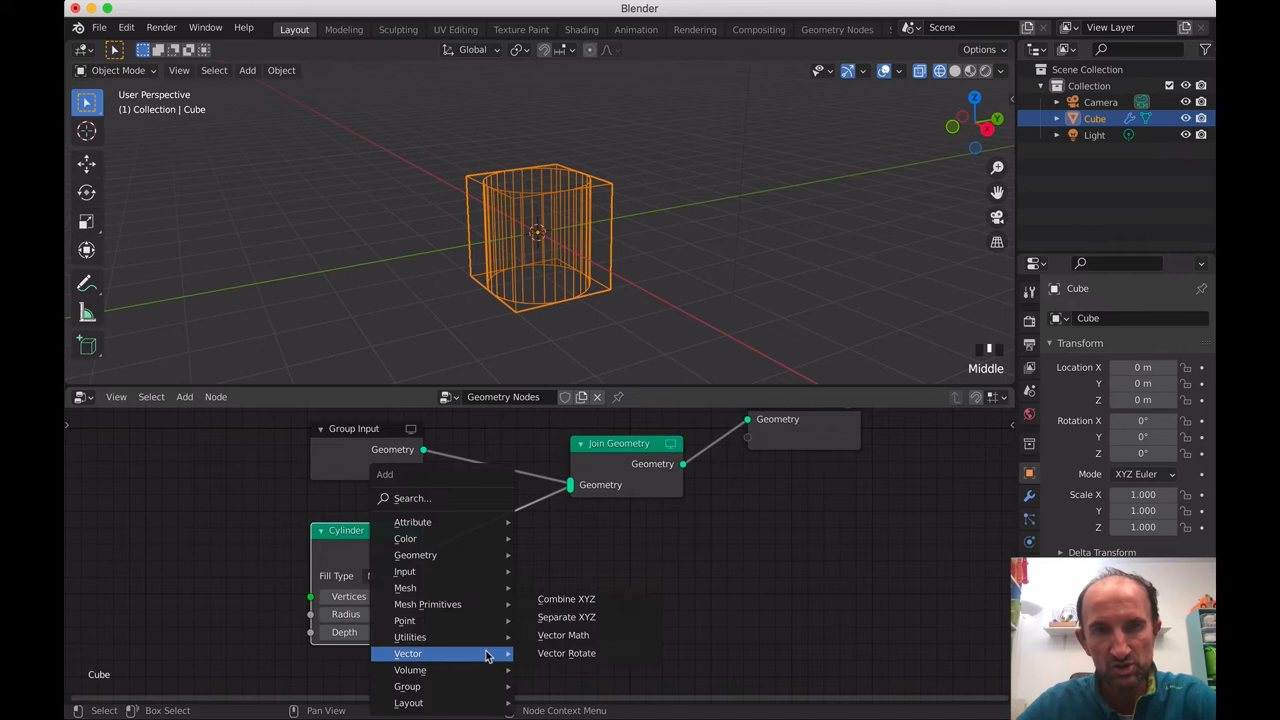 Blender
File Edit Render Window Help Layout Modeling Sculpting UV Editing Texture Paint Shading Animation Rendering Compositing Geometry Nodes Scene View Layer
Global Options
Object Mode View Select Add Object
User Perspective
(1) Collection | Cube
Z
Y
X
Middle
Scene Collection
Collection
Camera
Cube
Light
Cube
Cube
Transform
Location X 0 m
Y 0 m
Z 0 m
Rotation X 0°
Y 0°
Z 0°
Mode XYZ Euler
Scale X 1.000
Y 1.000
Z 1.000
Delta Transform
View Select Add Node Geometry Nodes
Group Input
Geometry
Join Geometry
Geometry
Geometry
Geometry
Cylinder
Fill Type
Vertices
Radius
Depth
Add
Search...
Attribute
Color
Geometry
Input
Mesh
Mesh Primitives
Point
Utilities
Vector
Volume
Group
Layout
Combine XYZ
Separate XYZ
Vector Math
Vector Rotate
Cube
Select Box Select Pan View Node Context Menu